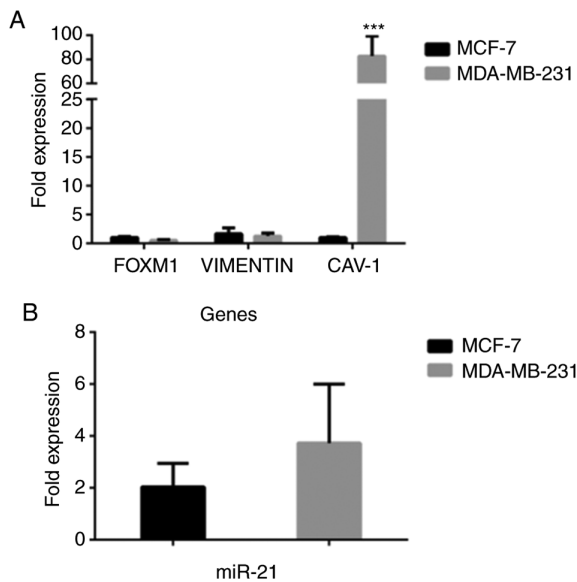 A
Fold expression
100
80
60
25
20
15
10
5
0
***
MCF-7
MDA-MB-231
FOXM1 VIMENTIN CAV-1
Genes
B
Fold expression
8
6
4
2
0
MCF-7
MDA-MB-231
miR-21